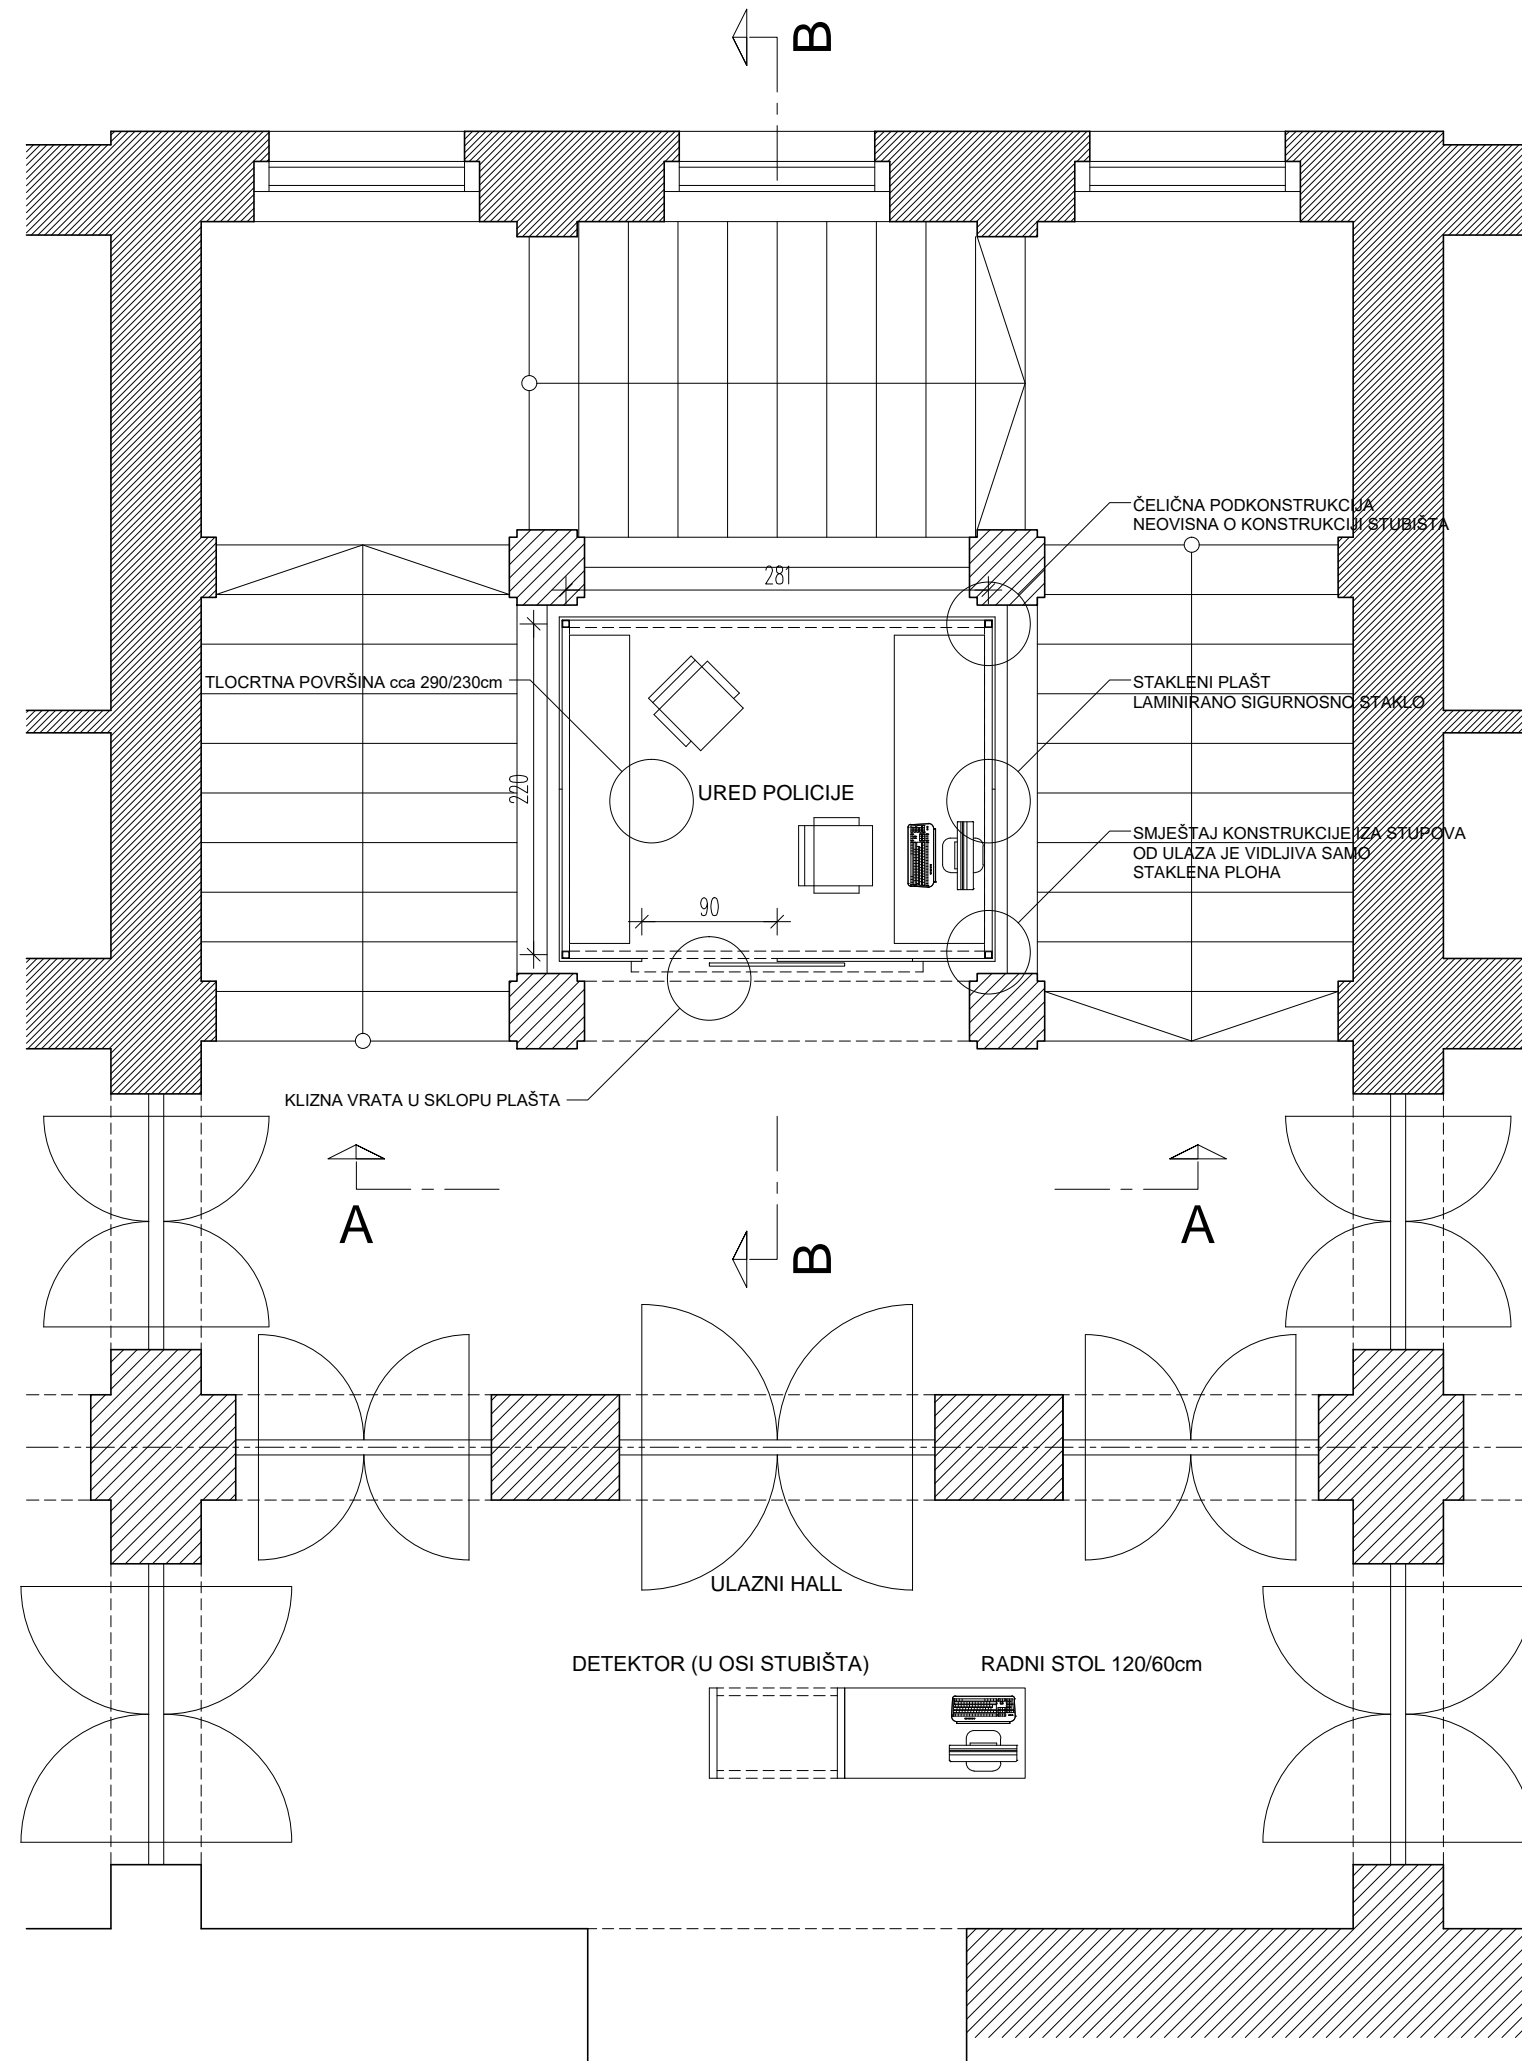 B
ČELIČNA PODKONSTRUKCIJA
NEOVISNA O KONSTRUKCIJI STUBIŠTA
281
TLOCRTNA POVRŠINA cca 290/230cm
STAKLENI PLAŠT
LAMINIRANO SIGURNOSNO STAKLO
220
URED POLICIJE
SMJEŠTAJ KONSTRUKCIJE IZA STUPOVA
OD ULAZA JE VIDLJIVA SAMO
STAKLENA PLOHA
90
KLIZNA VRATA U SKLOPU PLAŠTA
A
A
B
ULAZNI HALL
DETEKTOR (U OSI STUBIŠTA)
RADNI STOL 120/60cm